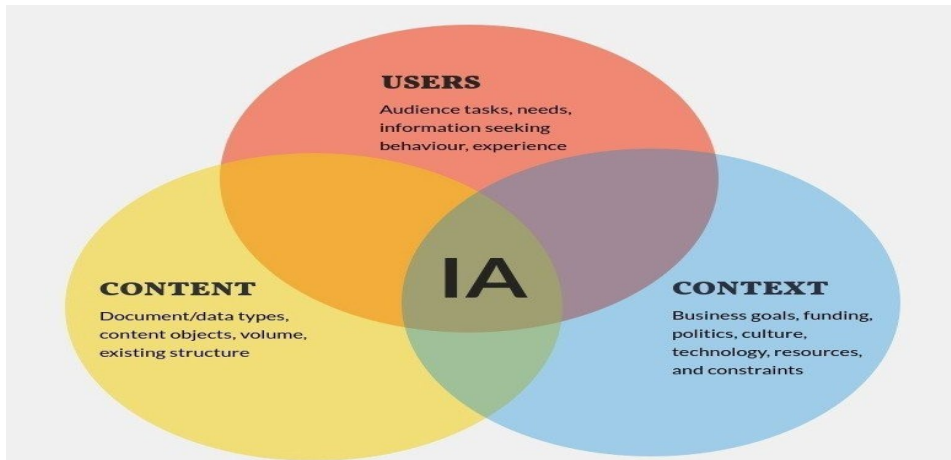 USERS
Audience tasks, needs,
information seeking
behaviour, experience
IA
CONTENT
Document/data types,
content objects, volume,
existing structure
CONTEXT
Business goals, funding,
politics, culture,
technology, resources,
and constraints